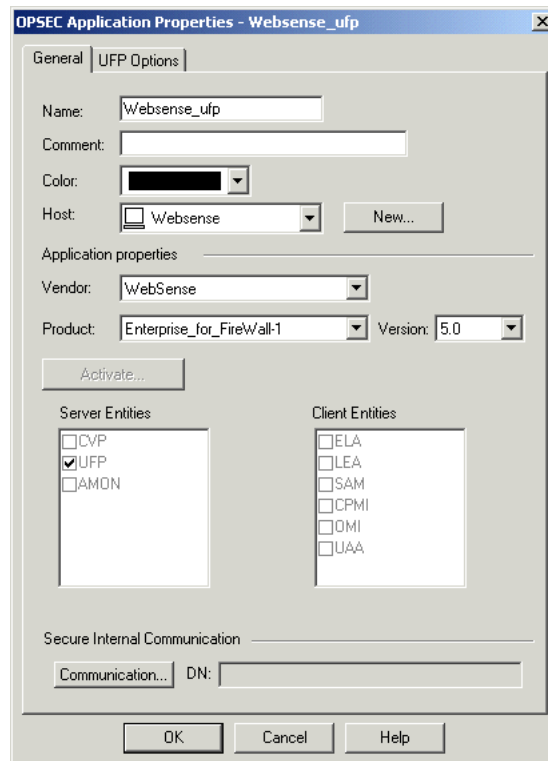 OPSEC Application Properties - Websense_ufp
General UFP Options
Name: Websense_ufp
Comment:
Color:
Host: Websense New...
Application properties
Vendor: WebSense
Product: Enterprise_for_FireWall-1 Version: 5.0
Activate...
Server Entities Client Entities
CVP ELA
UFP LEA
AMON SAM
CPMI
OMI
UAA
Secure Internal Communication
Communication... DN:
OK Cancel Help